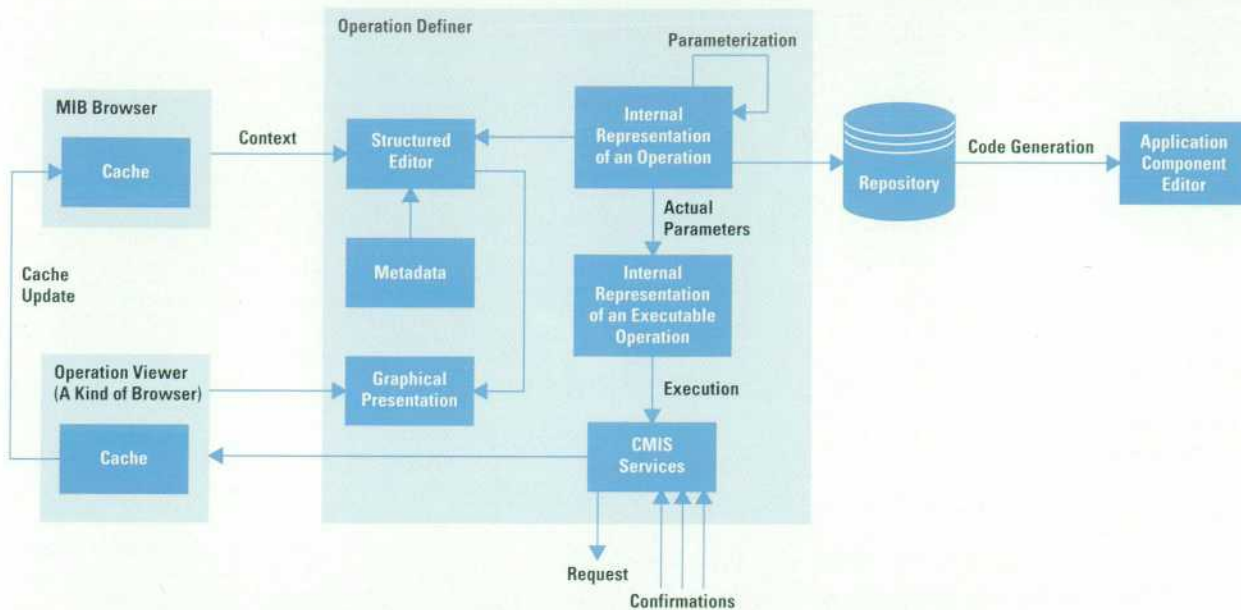 Operation Definer
Parameterization
MIB Browser
Cache
Context
Structured
Editor
Internal
Representation
of an Operation
Repository
Code Generation
Application
Component
Editor
Actual
Parameters
Metadata
Internal
Representation
of an Executable
Operation
Cache
Update
Operation Viewer
(A Kind of Browser)
Cache
Graphical
Presentation
Execution
CMIS
Services
Request
Confirmations